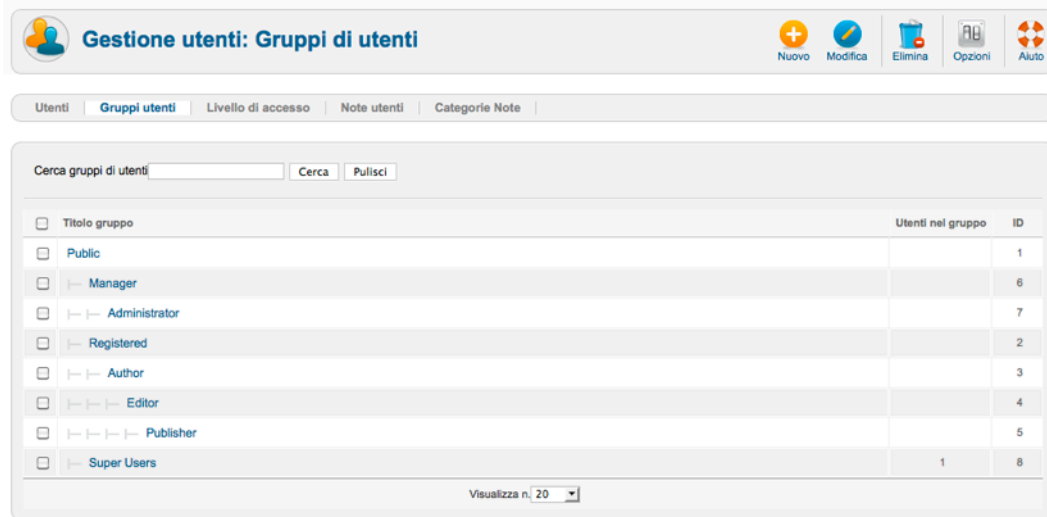 Gestione utenti: Gruppi di utenti
Nuovo Modifica Elimina Opzioni Aiuto
Utenti Gruppi utenti Livello di accesso Note utenti Categorie Note
Cerca gruppi di utenti Cerca Pulisci
Titolo gruppo Utenti nel gruppo ID
Public 1
Manager 6
Administrator 7
Registered 2
Author 3
Editor 4
Publisher 5
Super Users 1 8
Visualizza n. 20